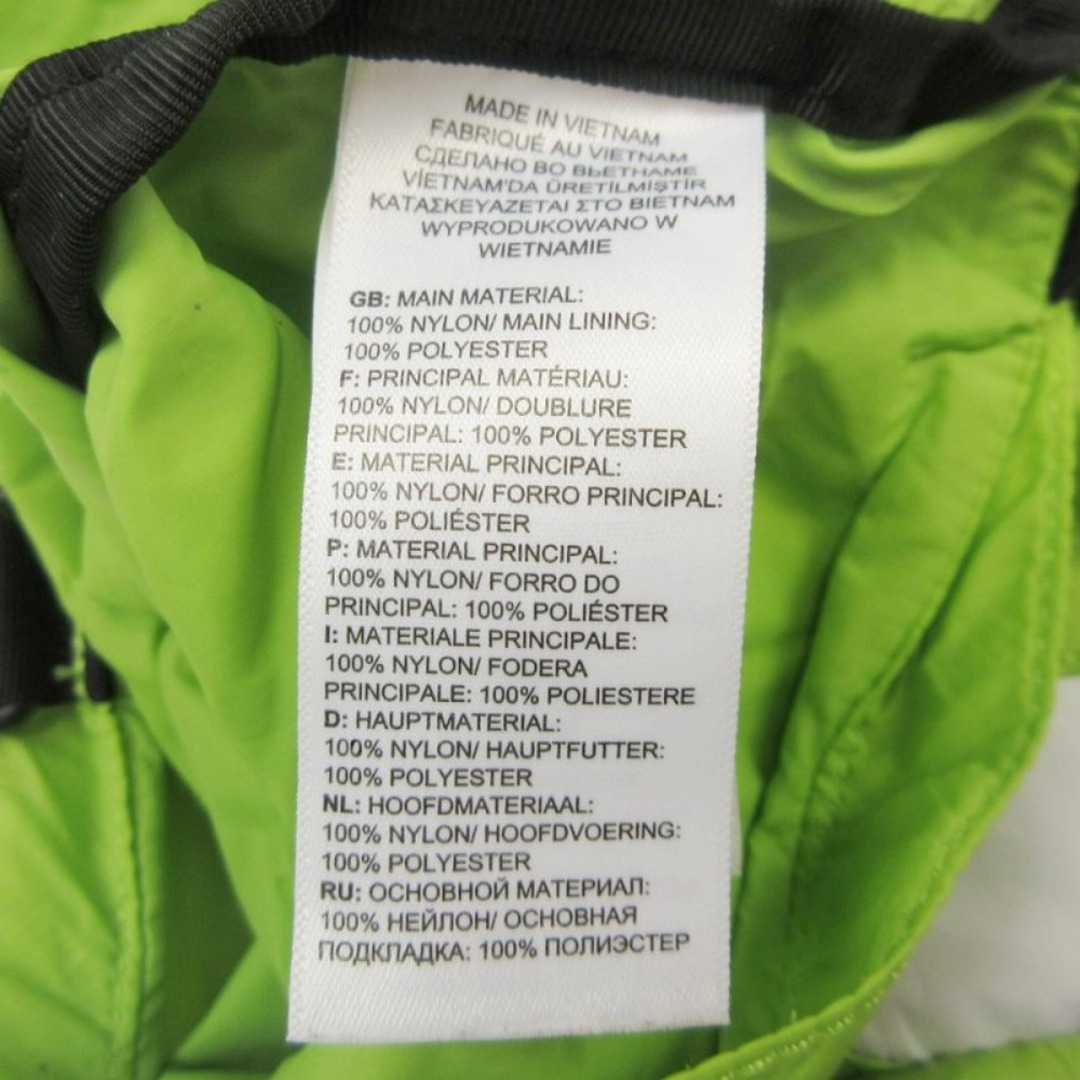 MADE IN VIETNAM
FABRIQUÉ AU VIETNAM
СДЕЛАНО ВО ВЬЕТНАМЕ
VİETNAM'DA ÜRETİLMİŞTİR
ΚΑΤΑΣΚΕΥΑΖΕΤΑΙ ΣΤΟ ΒΙΕΤΝΑΜ
WYPRODUKOWANO W
WIETNAMIE
GB: MAIN MATERIAL:
100% NYLON/ MAIN LINING:
100% POLYESTER
F: PRINCIPAL MATÉRIAU:
100% NYLON/ DOUBLURE
PRINCIPAL: 100% POLYESTER
E: MATERIAL PRINCIPAL:
100% NYLON/ FORRO PRINCIPAL:
100% POLIÉSTER
P: MATERIAL PRINCIPAL:
100% NYLON/ FORRO DO
PRINCIPAL: 100% POLIÉSTER
I: MATERIALE PRINCIPALE:
100% NYLON/ FODERA
PRINCIPALE: 100% POLIESTERE
D: HAUPTMATERIAL:
100% NYLON/ HAUPTFUTTER:
100% POLYESTER
NL: HOOFDMATERIAAL:
100% NYLON/ HOOFDVOERING:
100% POLYESTER
RU: ОСНОВНОЙ МАТЕРИАЛ:
100% НЕЙЛОН/ ОСНОВНАЯ
ПОДКЛАДКА: 100% ПОЛИЭСТЕР